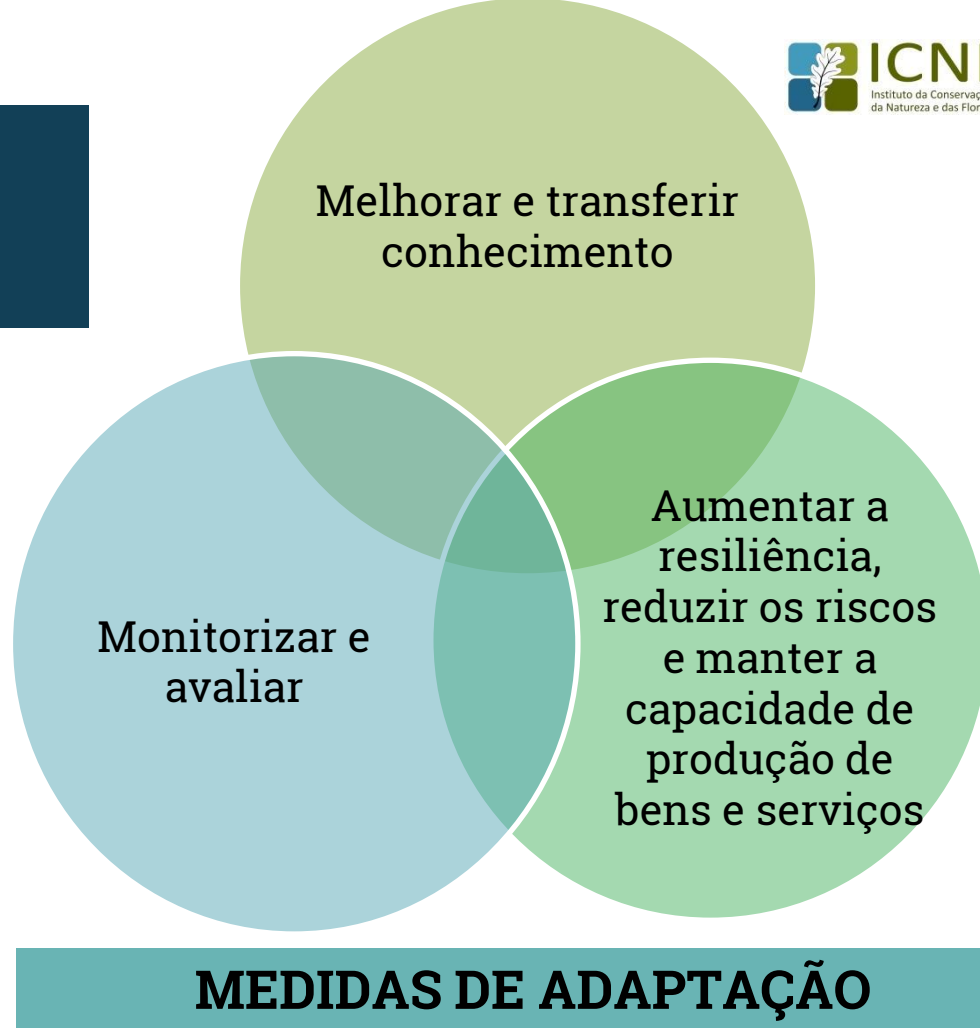 ICN
Instituto da Conservaç
da Natureza e das Flor
Melhorar e transferir
conhecimento
Aumentar a
resiliência,
reduzir os riscos
e manter a
capacidade de
produção de
bens e serviços
Monitorizar e
avaliar
MEDIDAS DE ADAPTAÇÃO